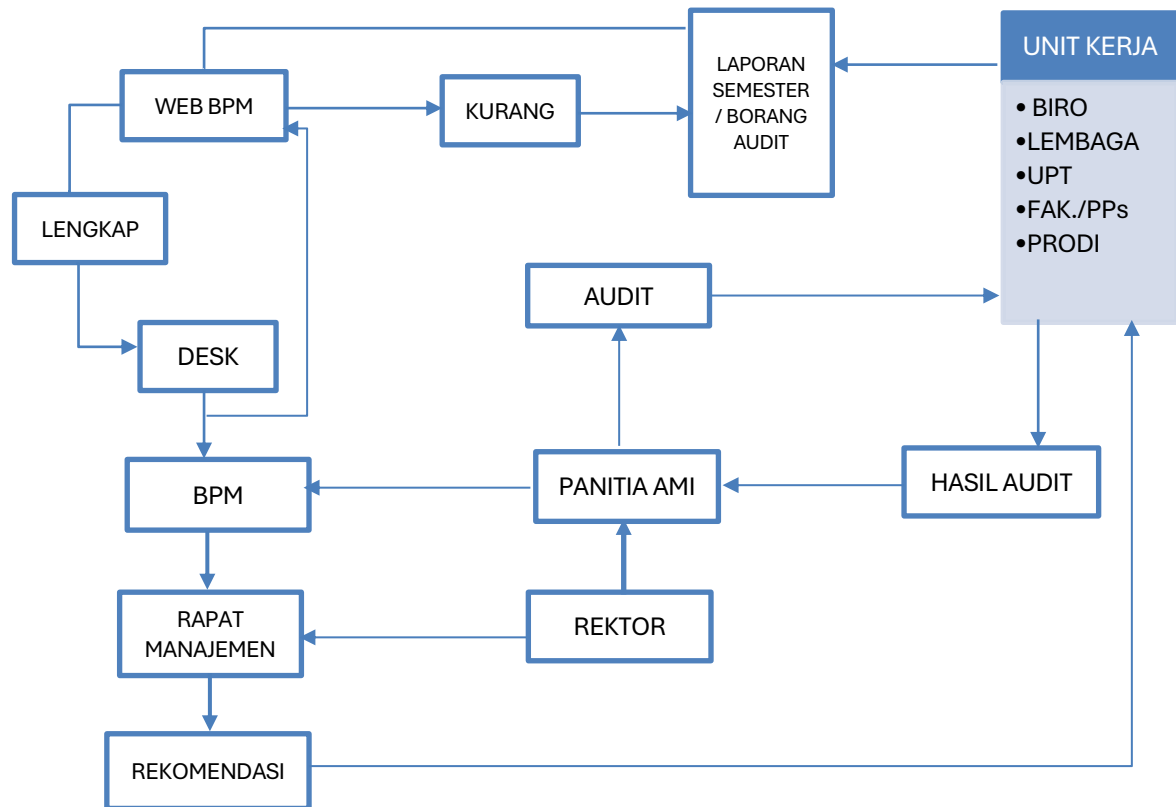 UNIT KERJA
• BIRO
•LEMBAGA
•UPT
•FAK./PPs
•PRODI
LAPORAN
SEMESTER
/ BORANG
AUDIT
WEB BPM
KURANG
LENGKAP
AUDIT
DESK
BPM
PANITIA AMI
HASIL AUDIT
RAPAT
MANAJEMEN
REKTOR
REKOMENDASI